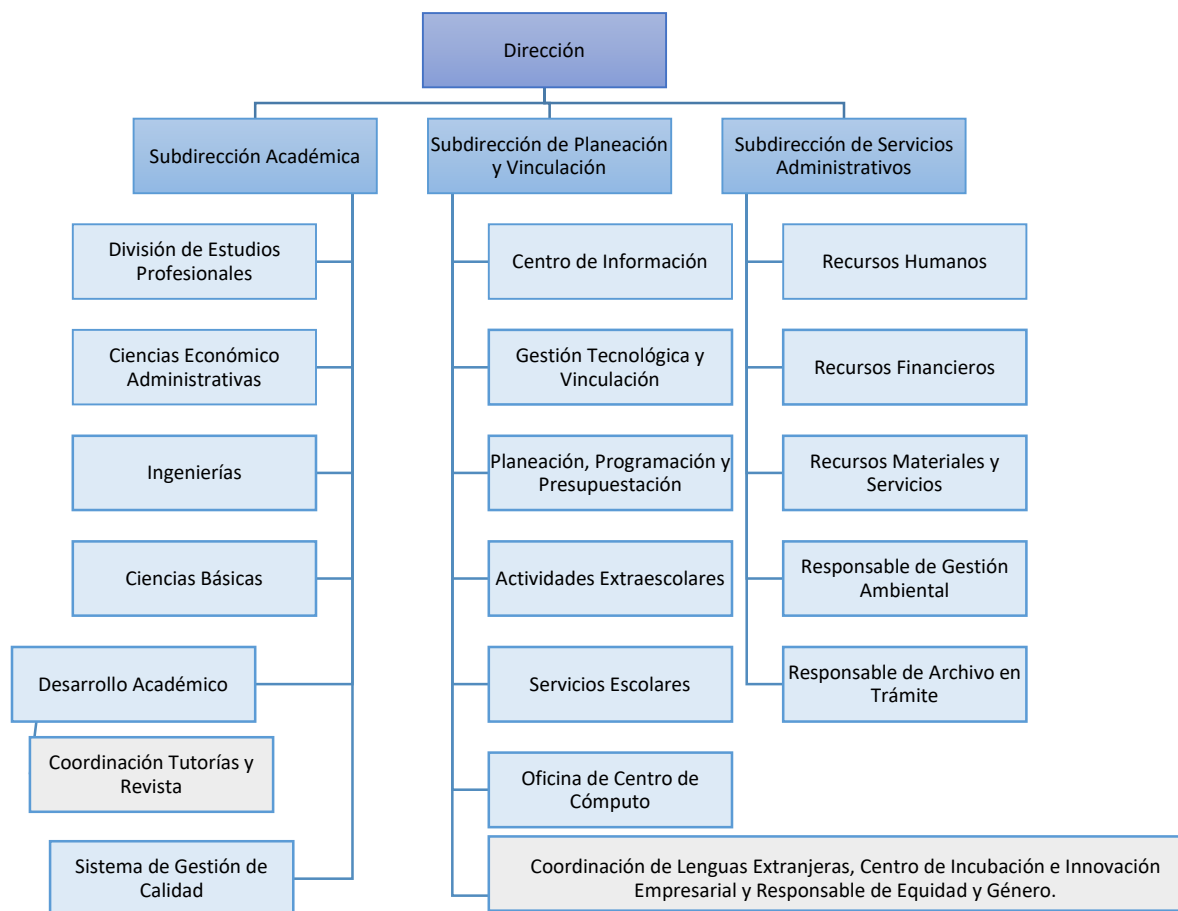 Dirección
Subdirección Académica
Subdirección de Planeación
y Vinculación
Subdirección de Servicios
Administrativos
División de Estudios
Profesionales
Centro de Información
Recursos Humanos
Ciencias Económico
Administrativas
Gestión Tecnológica y
Vinculación
Recursos Financieros
Ingenierías
Planeación, Programación y
Presupuestación
Recursos Materiales y
Servicios
Ciencias Básicas
Actividades Extraescolares
Responsable de Gestión
Ambiental
Desarrollo Académico
Servicios Escolares
Responsable de Archivo en
Trámite
Coordinación Tutorías y
Revista
Oficina de Centro de
Cómputo
Sistema de Gestión de
Calidad
Coordinación de Lenguas Extranjeras, Centro de Incubación e Innovación
Empresarial y Responsable de Equidad y Género.